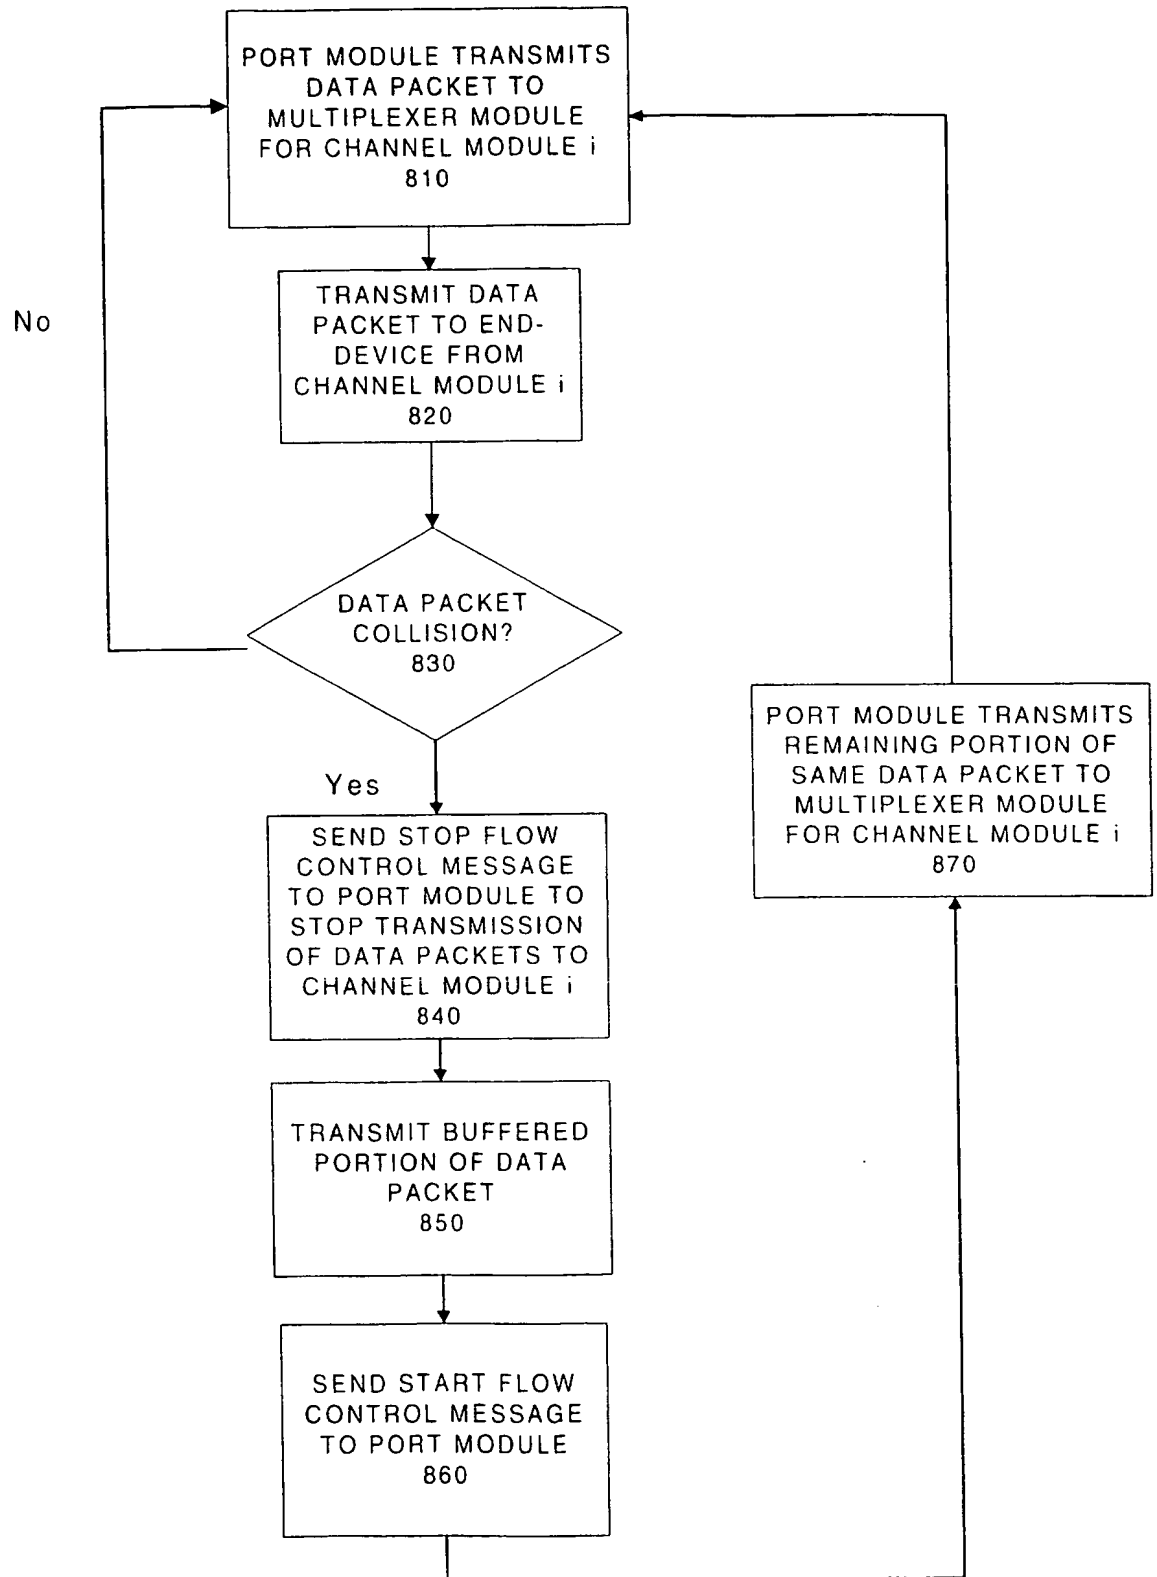 PORT MODULE TRANSMITS
DATA PACKET TO
MULTIPLEXER MODULE
FOR CHANNEL MODULE i
810
TRANSMIT DATA
PACKET TO END-
DEVICE FROM
CHANNEL MODULE i
820
No
DATA PACKET
COLLISION?
830
Yes
SEND STOP FLOW
CONTROL MESSAGE
TO PORT MODULE TO
STOP TRANSMISSION
OF DATA PACKETS TO
CHANNEL MODULE i
840
TRANSMIT BUFFERED
PORTION OF DATA
PACKET
850
SEND START FLOW
CONTROL MESSAGE
TO PORT MODULE
860
PORT MODULE TRANSMITS
REMAINING PORTION OF
SAME DATA PACKET TO
MULTIPLEXER MODULE
FOR CHANNEL MODULE i
870